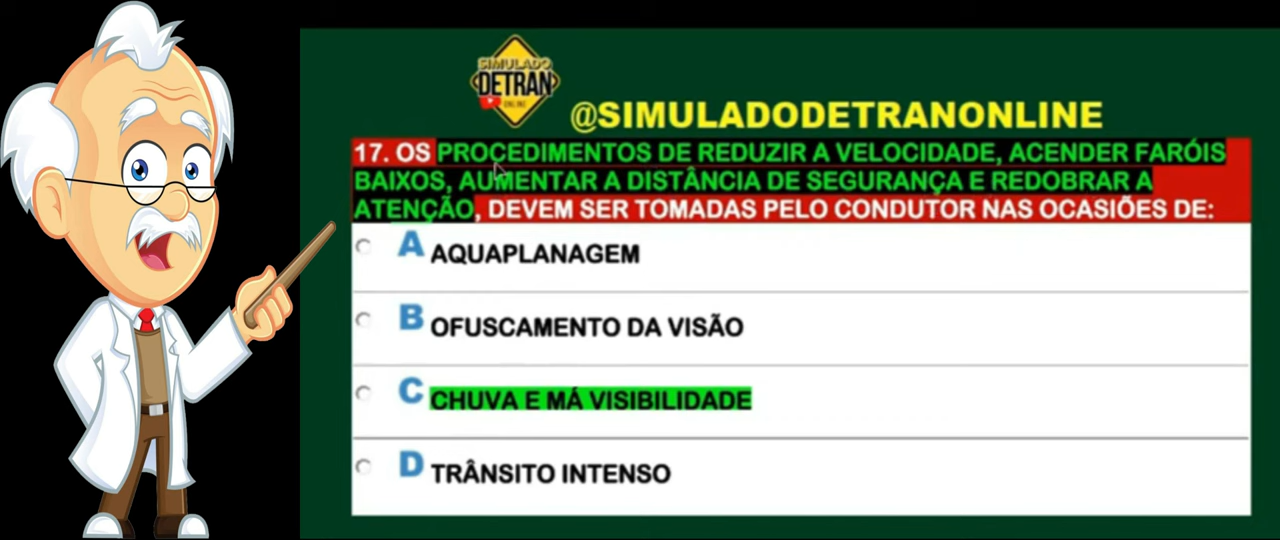 SIMULADO
DETRAN
ONLINE
@SIMULADODETRANONLINE
17. OS PROCEDIMENTOS DE REDUZIR A VELOCIDADE, ACENDER FARÓIS
BAIXOS, AUMENTAR A DISTÂNCIA DE SEGURANÇA E REDOBRAR A
ATENÇÃO, DEVEM SER TOMADAS PELO CONDUTOR NAS OCASIÕES DE:
A AQUAPLANAGEM
B OFUSCAMENTO DA VISÃO
C CHUVA E MÁ VISIBILIDADE
D TRÂNSITO INTENSO